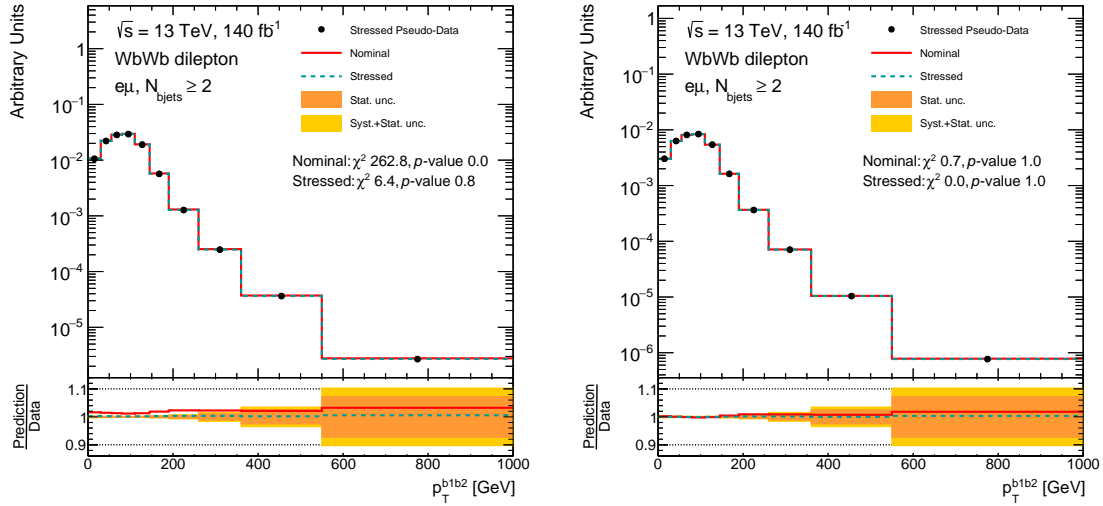 √s = 13 TeV, 140 fb⁻¹
WbWb dilepton
eμ, N_bjets ≥ 2
Stressed Pseudo-Data
Nominal
Stressed
Stat. unc.
Syst.+Stat. unc.
Nominal: χ² 262.8, p-value 0.0
Stressed: χ² 6.4, p-value 0.8
Arbitrary Units
1
10⁻¹
10⁻²
10⁻³
10⁻⁴
10⁻⁵
Prediction
Data
1.1
1
0.9
0 200 400 600 800 1000
p_T^b1b2 [GeV]
√s = 13 TeV, 140 fb⁻¹
WbWb dilepton
eμ, N_bjets ≥ 2
Stressed Pseudo-Data
Nominal
Stressed
Stat. unc.
Syst.+Stat. unc.
Nominal: χ² 0.7, p-value 1.0
Stressed: χ² 0.0, p-value 1.0
Arbitrary Units
1
10⁻¹
10⁻²
10⁻³
10⁻⁴
10⁻⁵
10⁻⁶
Prediction
Data
1.1
1
0.9
0 200 400 600 800 1000
p_T^b1b2 [GeV]